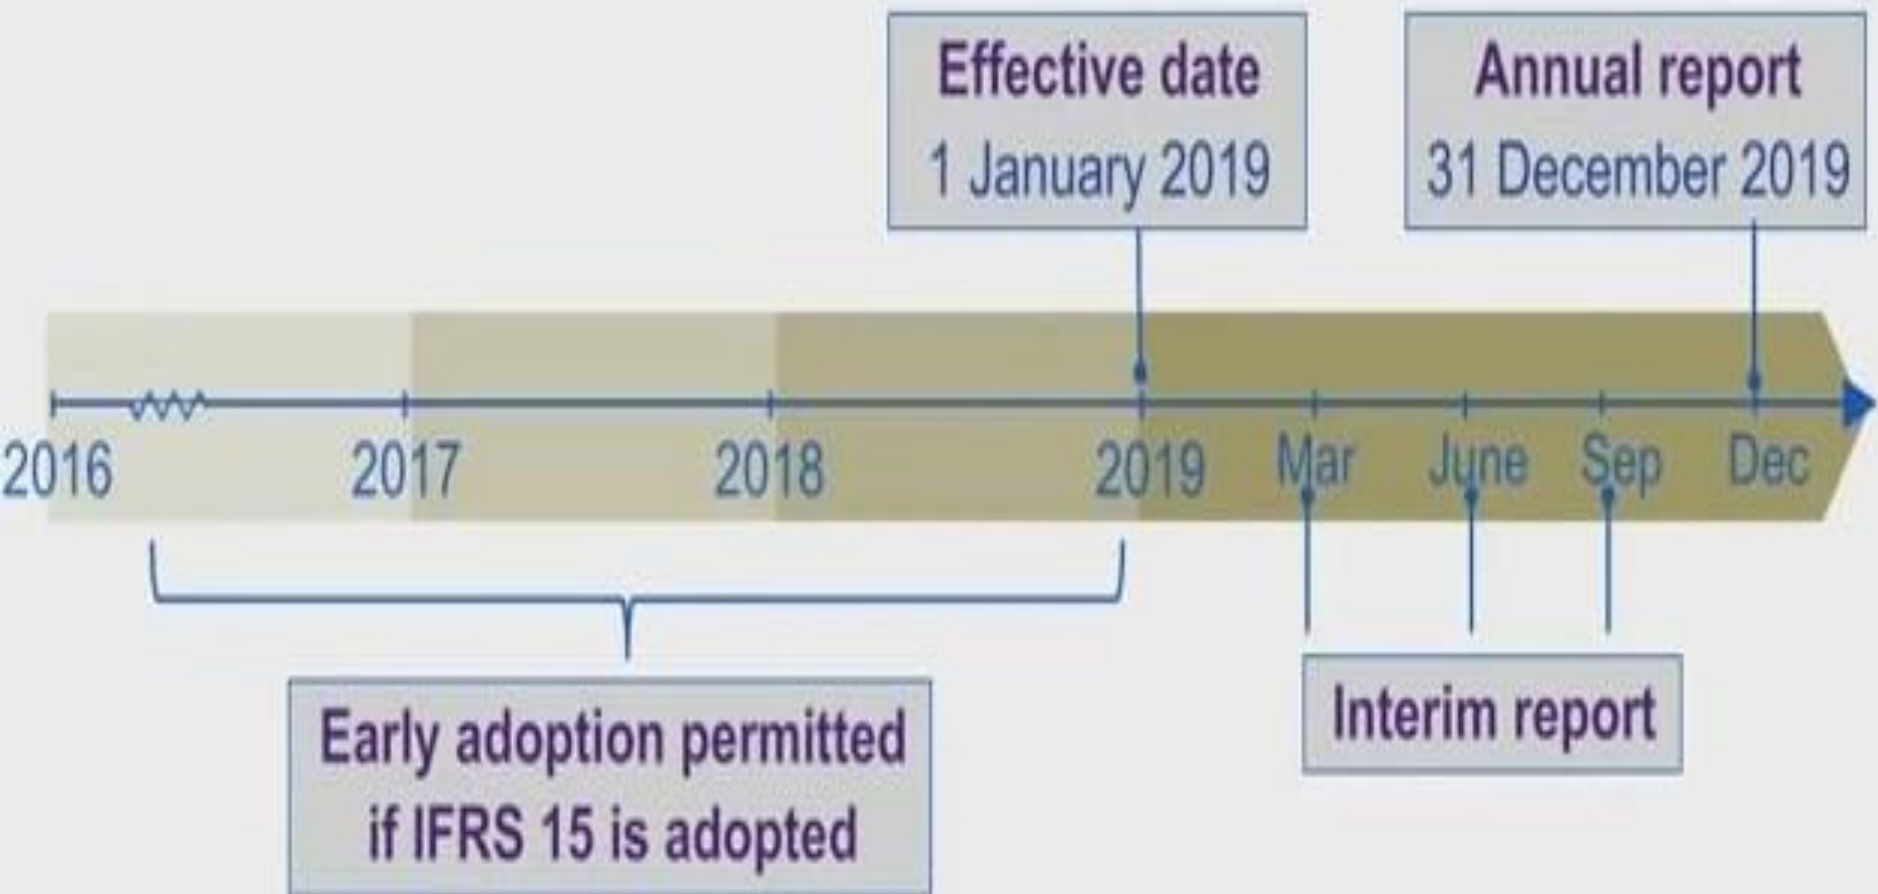 Effective date
1 January 2019
Annual report
31 December 2019
2016 2017 2018 2019 Mar June Sep Dec
Early adoption permitted
if IFRS 15 is adopted
Interim report